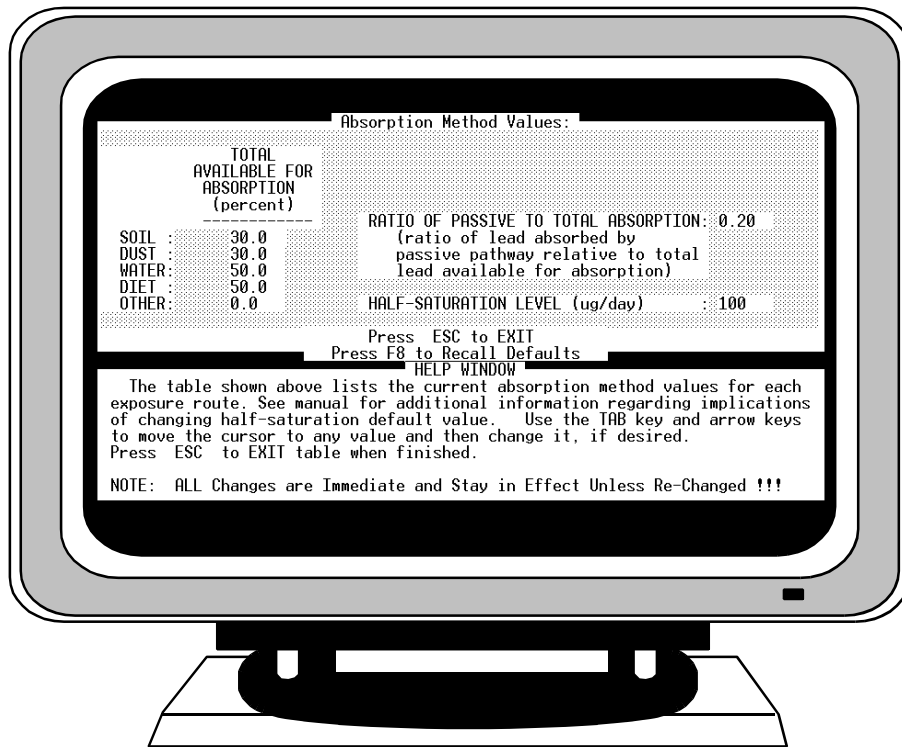 Absorption Method Values:
TOTAL
AVAILABLE FOR
ABSORPTION
(percent)
------------
RATIO OF PASSIVE TO TOTAL ABSORPTION: 0.20
SOIL : 30.0 (ratio of lead absorbed by
DUST : 30.0 passive pathway relative to total
WATER: 50.0 lead available for absorption)
DIET : 50.0
OTHER: 0.0 HALF-SATURATION LEVEL (ug/day) : 100
Press ESC to EXIT
Press F8 to Recall Defaults
HELP WINDOW
The table shown above lists the current absorption method values for each
exposure route. See manual for additional information regarding implications
of changing half-saturation default value. Use the TAB key and arrow keys
to move the cursor to any value and then change it, if desired.
Press ESC to EXIT table when finished.
NOTE: ALL Changes are Immediate and Stay in Effect Unless Re-Changed !!!